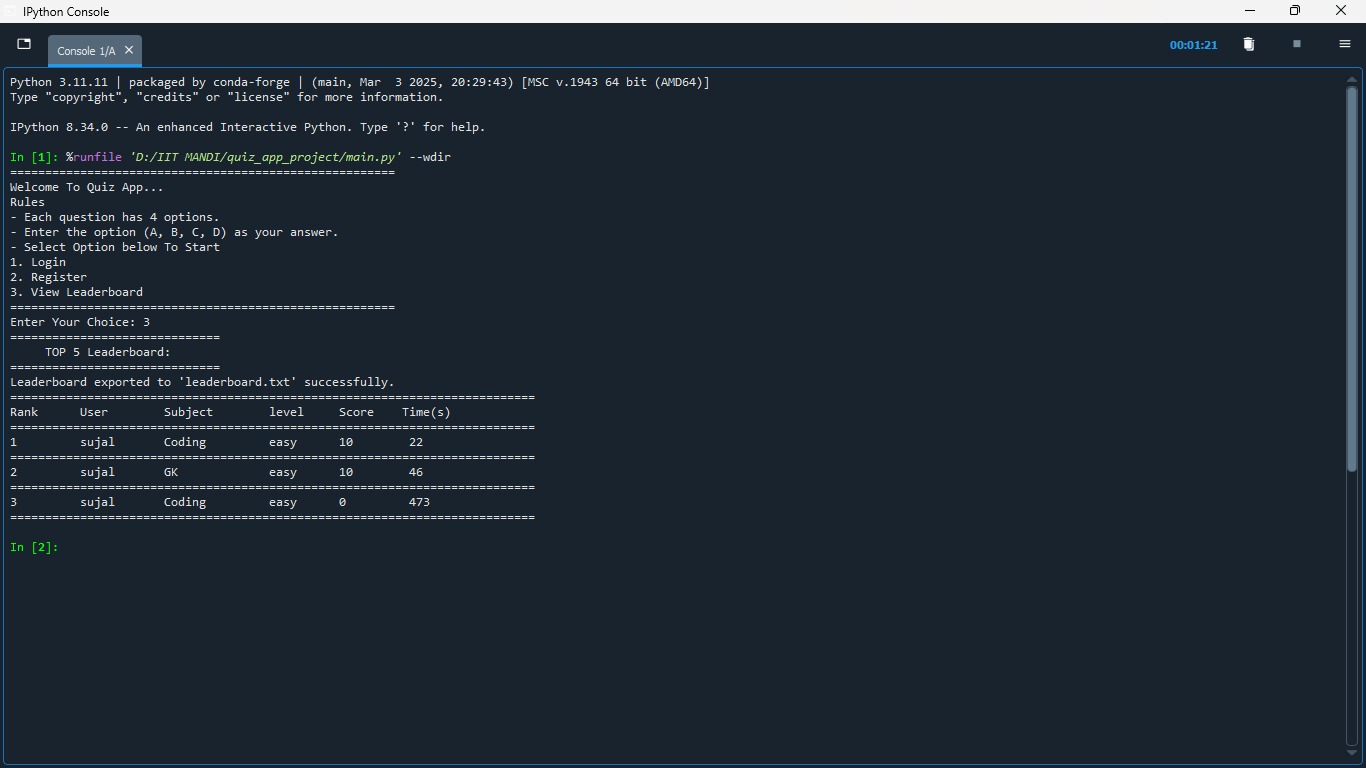 IPython Console
Console 1/A
00:01:21
Python 3.11.11 | packaged by conda-forge | (main, Mar  3 2025, 20:29:43) [MSC v.1943 64 bit (AMD64)]
Type "copyright", "credits" or "license" for more information.
IPython 8.34.0 -- An enhanced Interactive Python. Type '?' for help.
In [1]: %runfile 'D:/IIT MANDI/quiz_app_project/main.py' --wdir
=======================================================
Welcome To Quiz App...
Rules
- Each question has 4 options.
- Enter the option (A, B, C, D) as your answer.
- Select Option below To Start
1. Login
2. Register
3. View Leaderboard
=======================================================
Enter Your Choice: 3
==============================
     TOP 5 Leaderboard:
==============================
Leaderboard exported to 'leaderboard.txt' successfully.
===========================================================================
Rank      User        Subject        level     Score    Time(s)
===========================================================================
1         sujal       Coding         easy      10        22
===========================================================================
2         sujal       GK             easy      10        46
===========================================================================
3         sujal       Coding         easy      0         473
===========================================================================
In [2]: